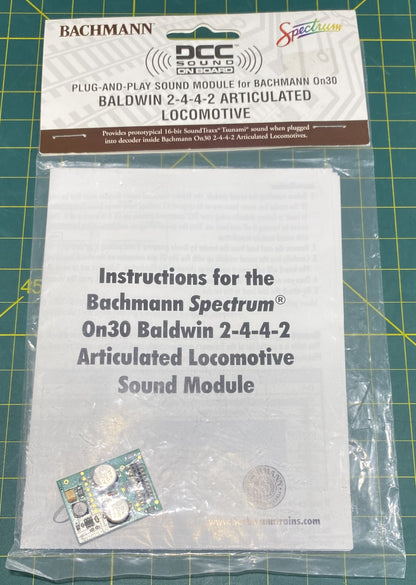 BACHMANN®
Spectrum®
DCC
SOUND
ON BOARD
PLUG-AND-PLAY SOUND MODULE for BACHMANN On30
BALDWIN 2-4-4-2 ARTICULATED
LOCOMOTIVE
Provides prototypical 16-bit SoundTraxx® Tsunami® sound when plugged
into decoder inside Bachmann On30 2-4-4-2 Articulated Locomotives.
45
Instructions for the
Bachmann Spectrum®
On30 Baldwin 2-4-4-2
Articulated Locomotive
Sound Module
BACHMANN